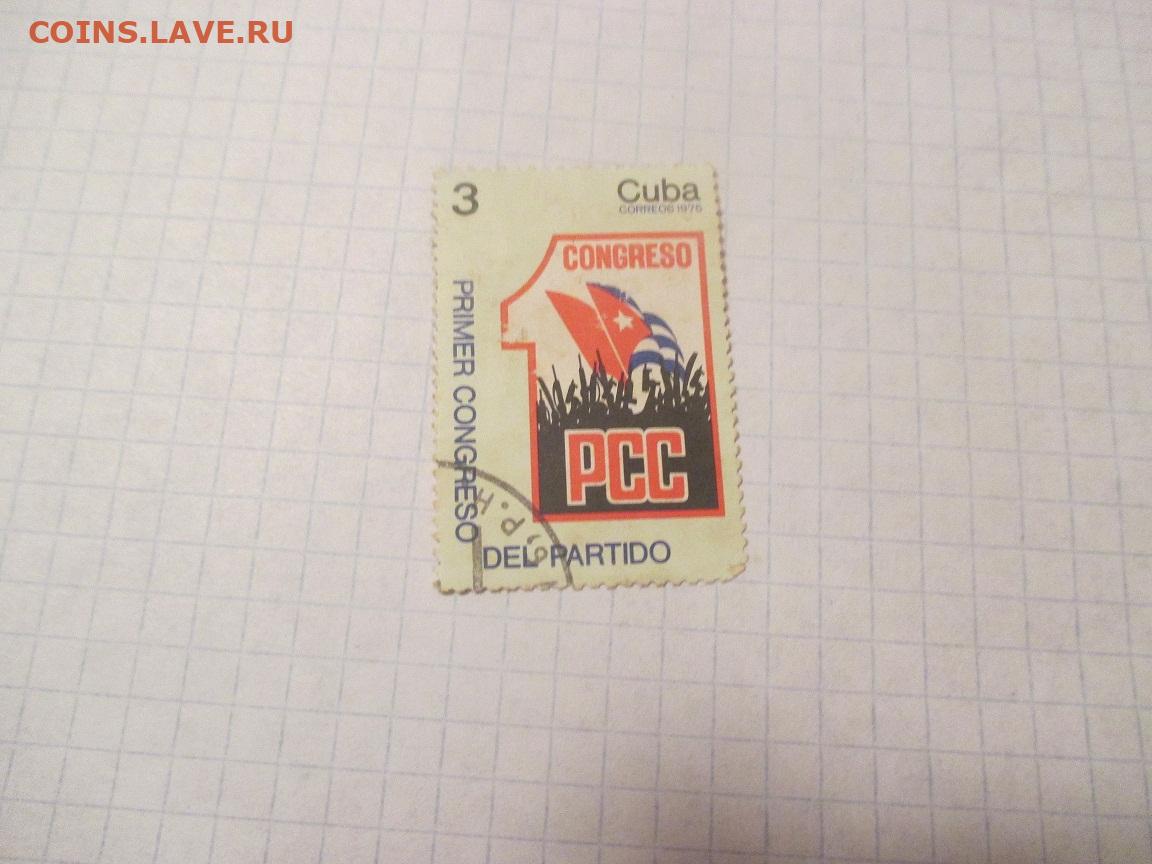 COINS.LAVE.RU
3
Cuba
CORREOS 1975
CONGRESO
PCC
PRIMER CONGRESO
DEL PARTIDO
P.H